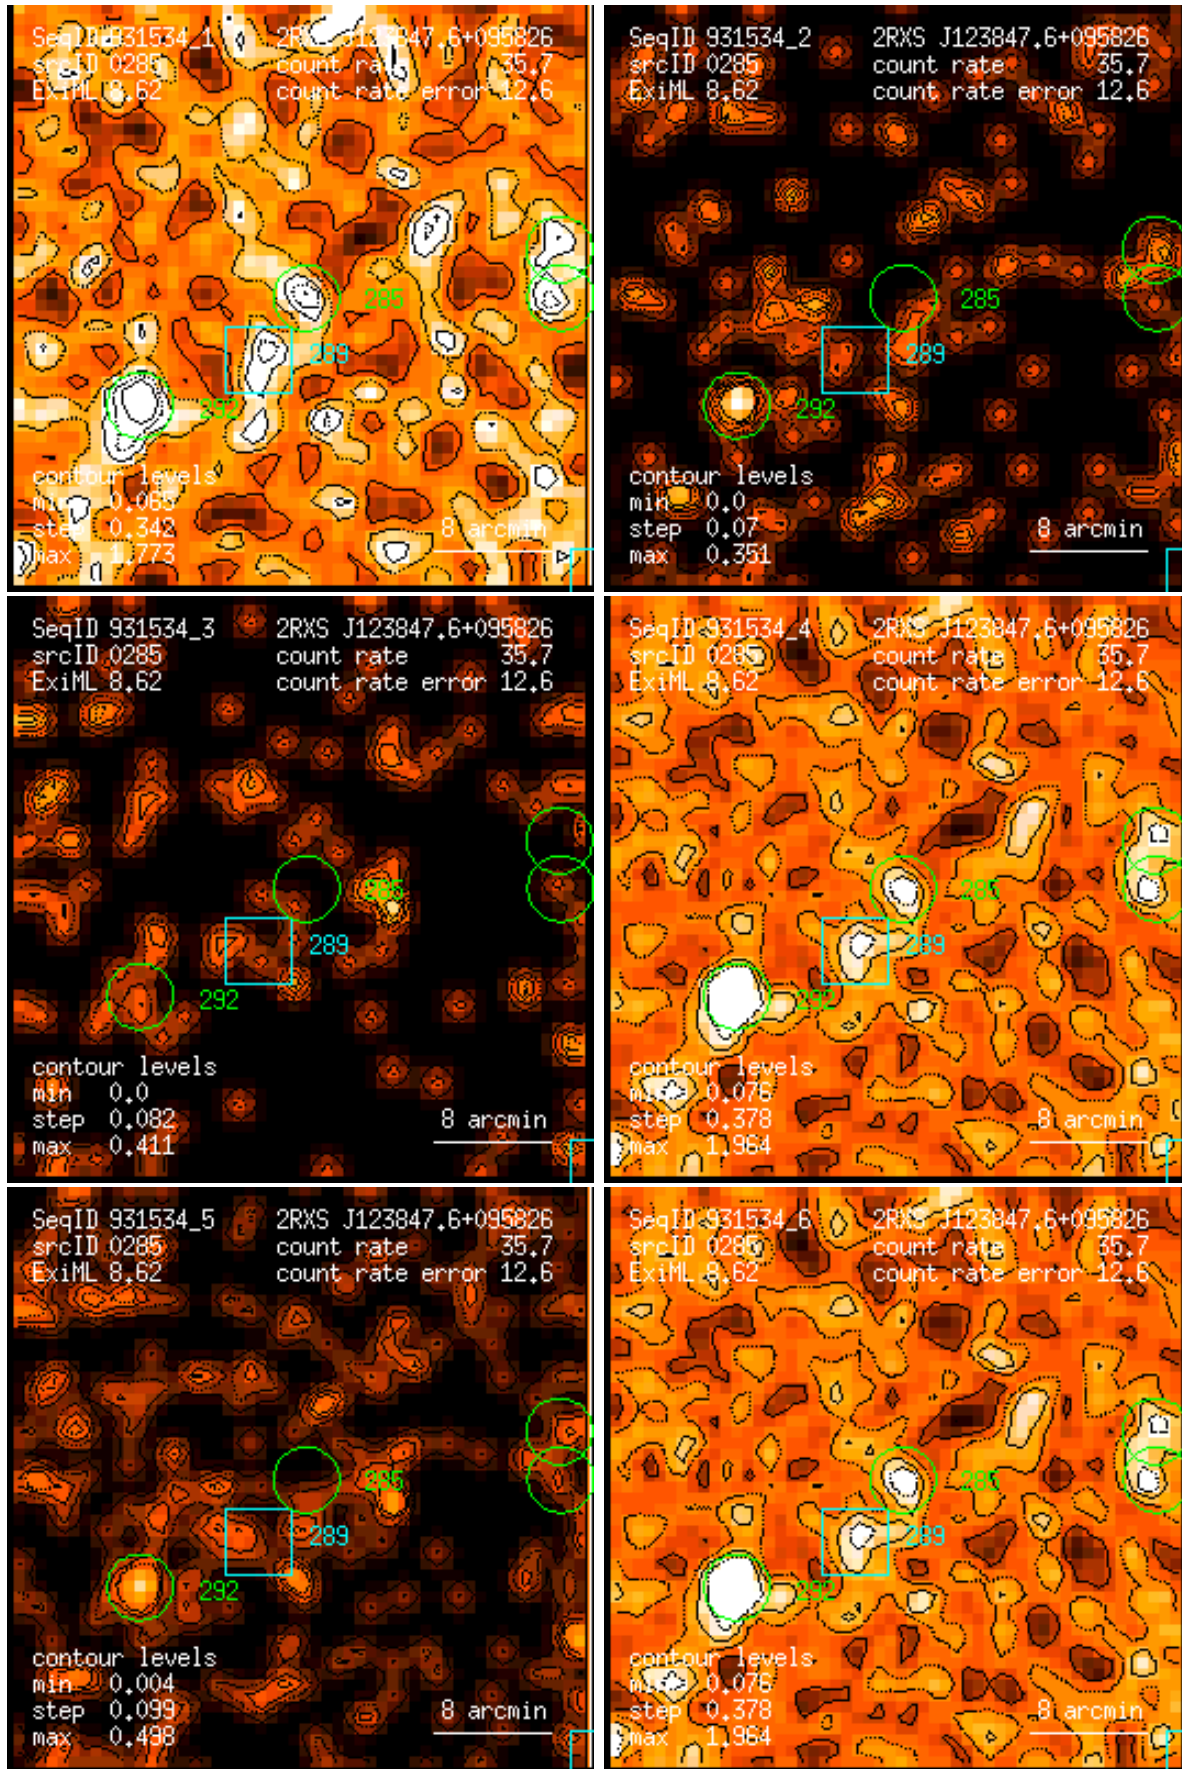 SeqID 931534_1 2RXS J123847.6+095826
srcID 0285 count rate 35.7
ExiML 8.62 count rate error 12.6
285
289
292
contour levels
min 0.065
step 0.342
max 1.773
8 arcmin
SeqID 931534_2 2RXS J123847.6+095826
srcID 0285 count rate 35.7
ExiML 8.62 count rate error 12.6
285
289
292
contour levels
min 0.0
step 0.07
max 0.351
8 arcmin
SeqID 931534_3 2RXS J123847.6+095826
srcID 0285 count rate 35.7
ExiML 8.62 count rate error 12.6
285
289
292
contour levels
min 0.0
step 0.082
max 0.411
8 arcmin
SeqID 931534_4 2RXS J123847.6+095826
srcID 0285 count rate 35.7
ExiML 8.62 count rate error 12.6
285
289
292
contour levels
min 0.076
step 0.378
max 1.964
8 arcmin
SeqID 931534_5 2RXS J123847.6+095826
srcID 0285 count rate 35.7
ExiML 8.62 count rate error 12.6
285
289
292
contour levels
min 0.004
step 0.099
max 0.498
8 arcmin
SeqID 931534_6 2RXS J123847.6+095826
srcID 0285 count rate 35.7
ExiML 8.62 count rate error 12.6
285
289
292
contour levels
min 0.076
step 0.378
max 1.964
8 arcmin